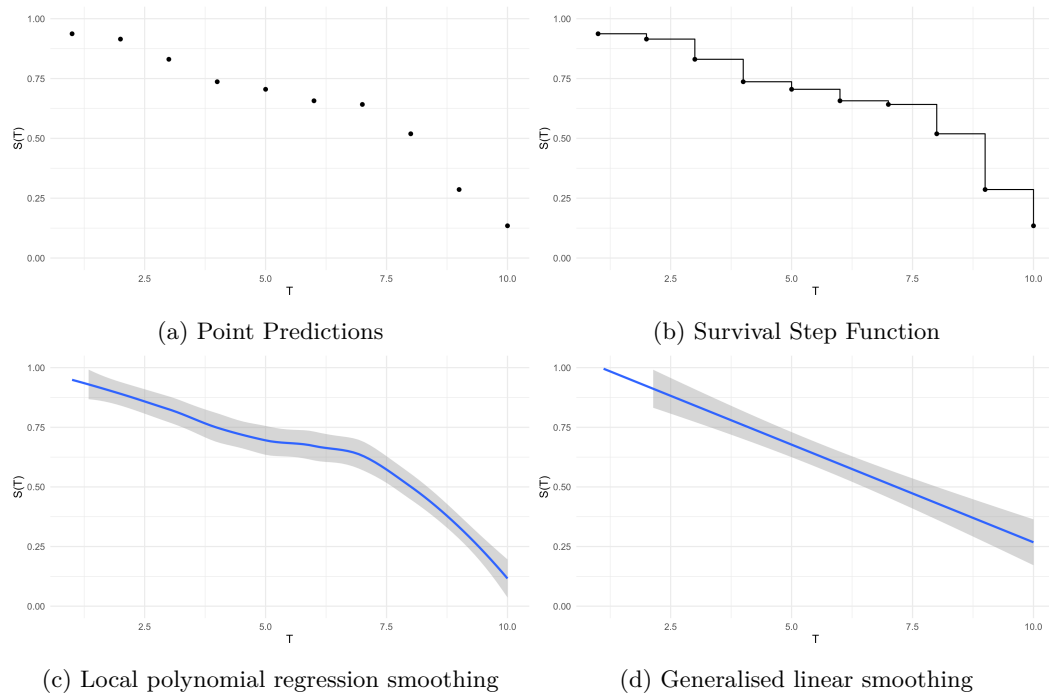 1.00
0.75
0.50
0.25
0.00
S(T)
2.5 5.0 7.5 10.0
T
(a) Point Predictions
1.00
0.75
0.50
0.25
0.00
S(T)
2.5 5.0 7.5 10.0
T
(b) Survival Step Function
1.00
0.75
0.50
0.25
0.00
S(T)
2.5 5.0 7.5 10.0
T
(c) Local polynomial regression smoothing
1.00
0.75
0.50
0.25
0.00
S(T)
2.5 5.0 7.5 10.0
T
(d) Generalised linear smoothing